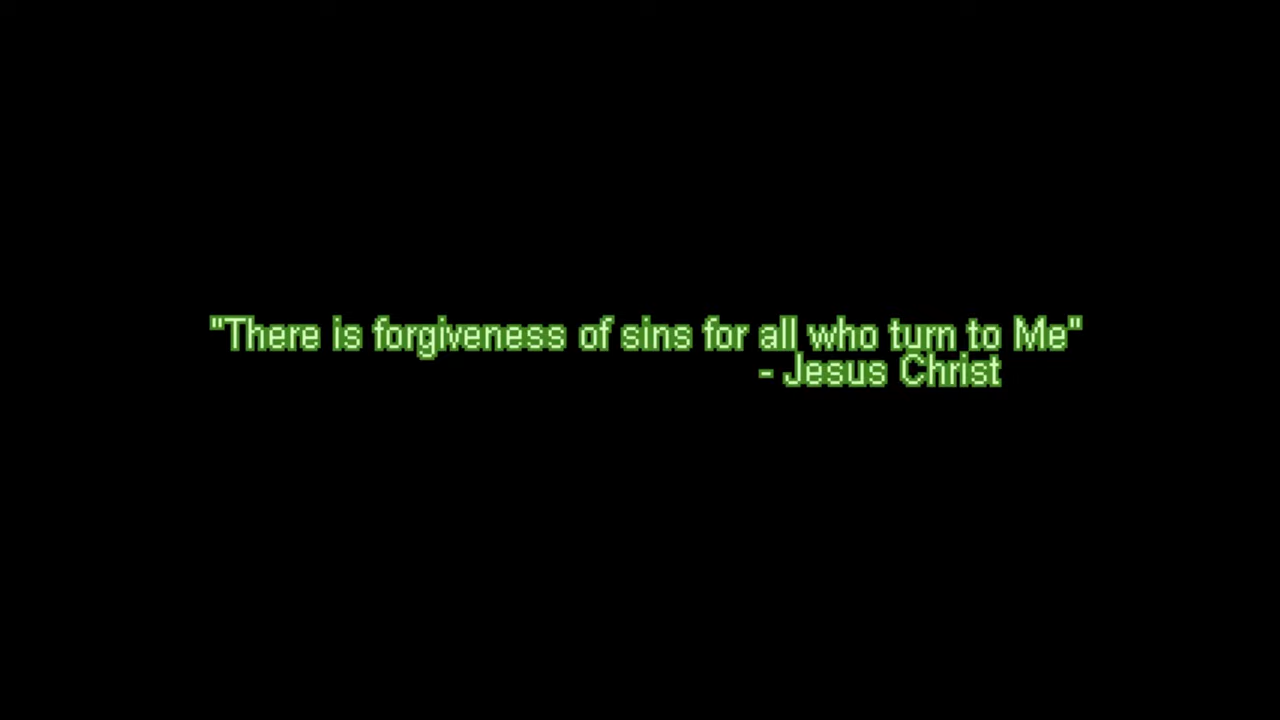 "There is forgiveness of sins for all who turn to Me"
- Jesus Christ